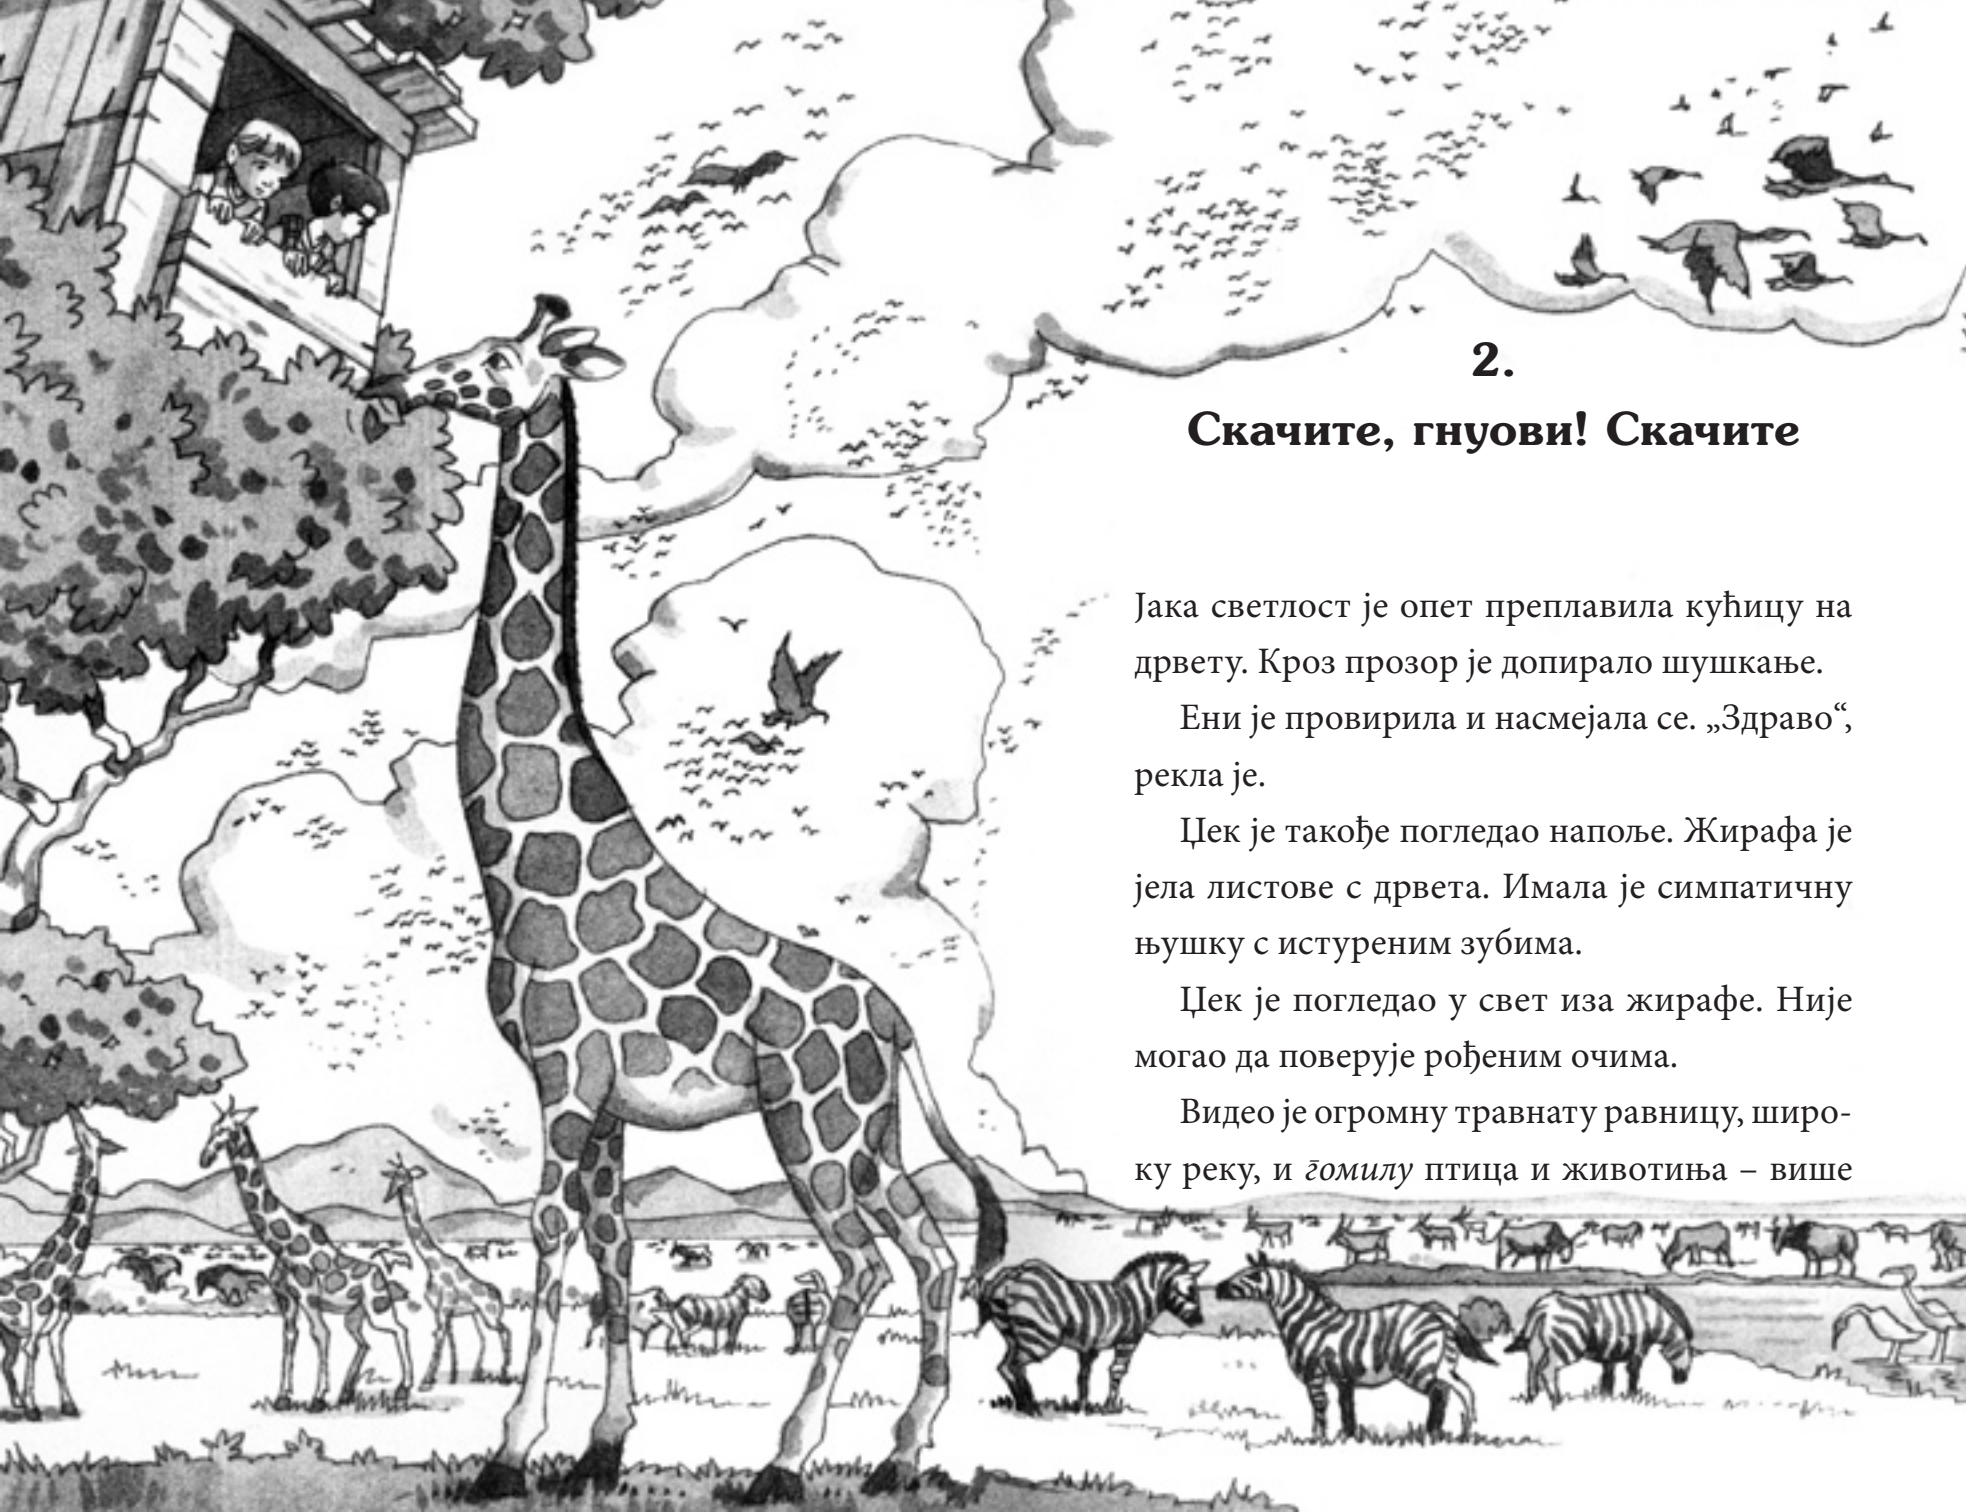 2.
Скачите, гнуови! Скачите
Јака светлост је опет преплавила кућицу на
дрвету. Кроз прозор је допирало шушкање.
Ени је провирила и насмејала се. „Здраво“,
рекла је.
Џек је такође погледао напоље. Жирафа је
јела листове с дрвета. Имала је симпатичну
њушку с истуреним зубима.
Џек је погледао у свет иза жирафе. Није
могао да поверује рођеним очима.
Видео је огромну травнату равницу, широ-
ку реку, и гомилу птица и животиња – више